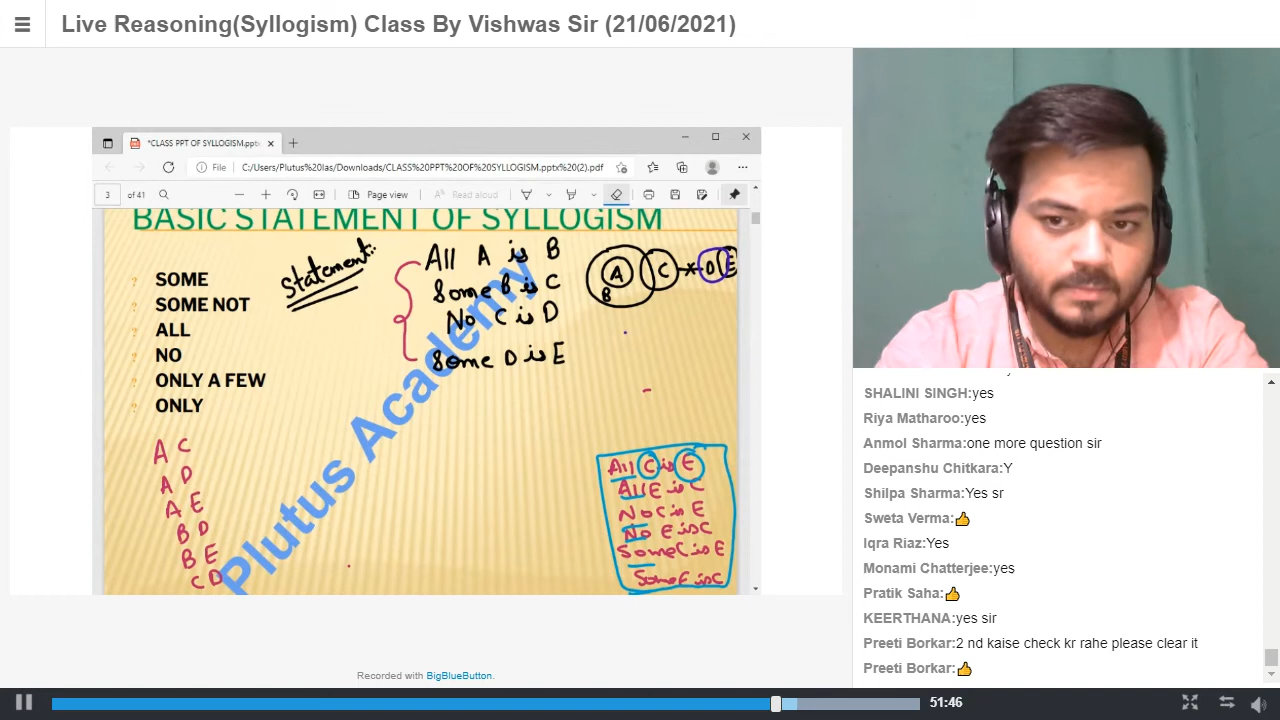 Live Reasoning(Syllogism) Class By Vishwas Sir (21/06/2021)
*CLASS PPT OF SYLLOGISM.pptx
File C:/Users/Plutus%20Ias/Downloads/CLASS%20PPT%20OF%20SYLLOGISM.pptx%20(2).pdf
3 of 41 Page view Read aloud
BASIC STATEMENT OF SYLLOGISM
SOME
SOME NOT
ALL
NO
ONLY A FEW
ONLY
Statement:
All A is B
Some B is C
No C is D
Some D is E
A B C D E
A C
A D
A E
B D
B E
C D
All C is E
All E is C
No C is E
No E is C
Some C is E
Some E is C
Plutus Academy
Recorded with BigBlueButton.
SHALINI SINGH:yes
Riya Matharoo:yes
Anmol Sharma:one more question sir
Deepanshu Chitkara:Y
Shilpa Sharma:Yes sr
Sweta Verma:👍
Iqra Riaz:Yes
Monami Chatterjee:yes
Pratik Saha:👍
KEERTHANA:yes sir
Preeti Borkar:2 nd kaise check kr rahe please clear it
Preeti Borkar:👍
51:46